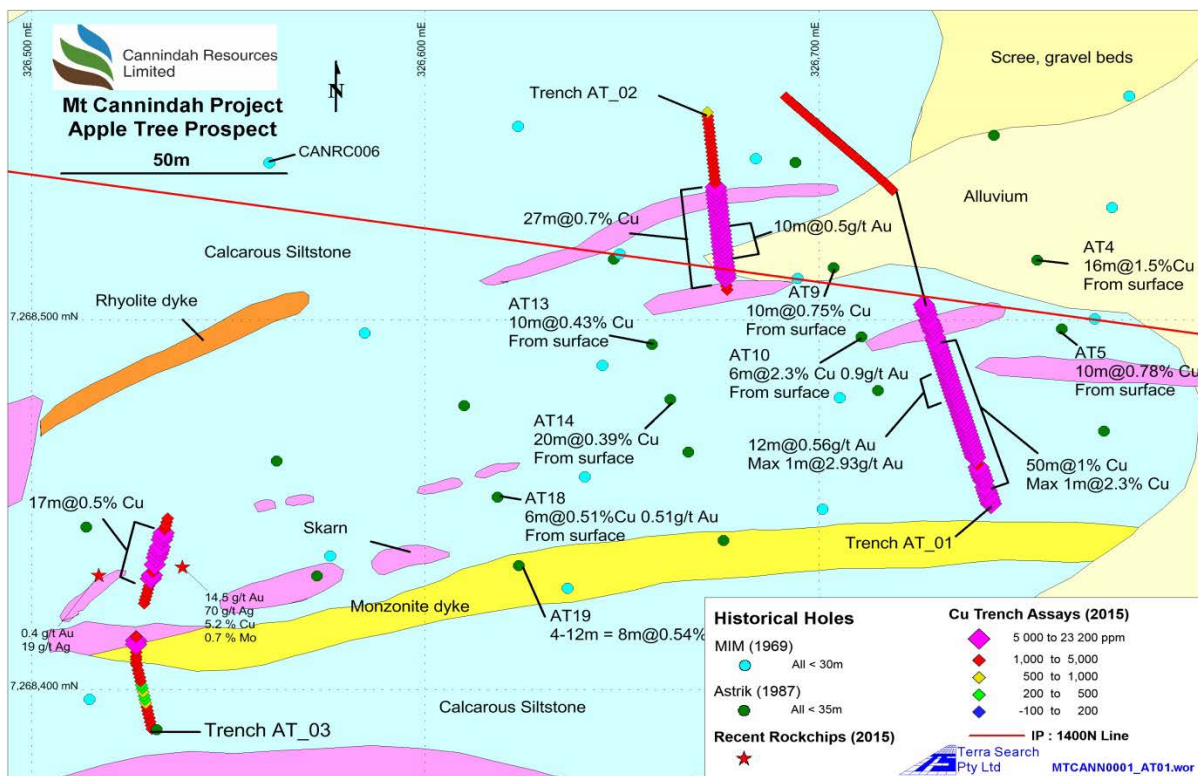 326,500 mE
326,600 mE
326,700 mE
Cannindah Resources
Limited
Mt Cannindah Project
Apple Tree Prospect
50m
N
CANRC006
Trench AT_02
Scree, gravel beds
Alluvium
27m@0.7% Cu
10m@0.5g/t Au
Calcarous Siltstone
Rhyolite dyke
7,268,500 mN
AT4
16m@1.5%Cu
From surface
AT9
10m@0.75% Cu
From surface
AT13
10m@0.43% Cu
From surface
AT10
6m@2.3% Cu 0.9g/t Au
From surface
AT5
10m@0.78% Cu
From surface
AT14
20m@0.39% Cu
From surface
12m@0.56g/t Au
Max 1m@2.93g/t Au
50m@1% Cu
Max 1m@2.3% Cu
17m@0.5% Cu
AT18
6m@0.51%Cu 0.51g/t Au
From surface
Skarn
Trench AT_01
14.5 g/t Au
70 g/t Ag
5.2 % Cu
0.7 % Mo
Monzonite dyke
0.4 g/t Au
19 g/t Ag
AT19
4-12m = 8m@0.54%
7,268,400 mN
Trench AT_03
Calcarous Siltstone
Historical Holes
MIM (1969)
All < 30m
Astrik (1987)
All < 35m
Recent Rockchips (2015)
Cu Trench Assays (2015)
5 000 to 23 200 ppm
1,000 to 5,000
500 to 1,000
200 to 500
-100 to 200
IP : 1400N Line
TS
Terra Search
Pty Ltd
MTCANN0001_AT01.wor